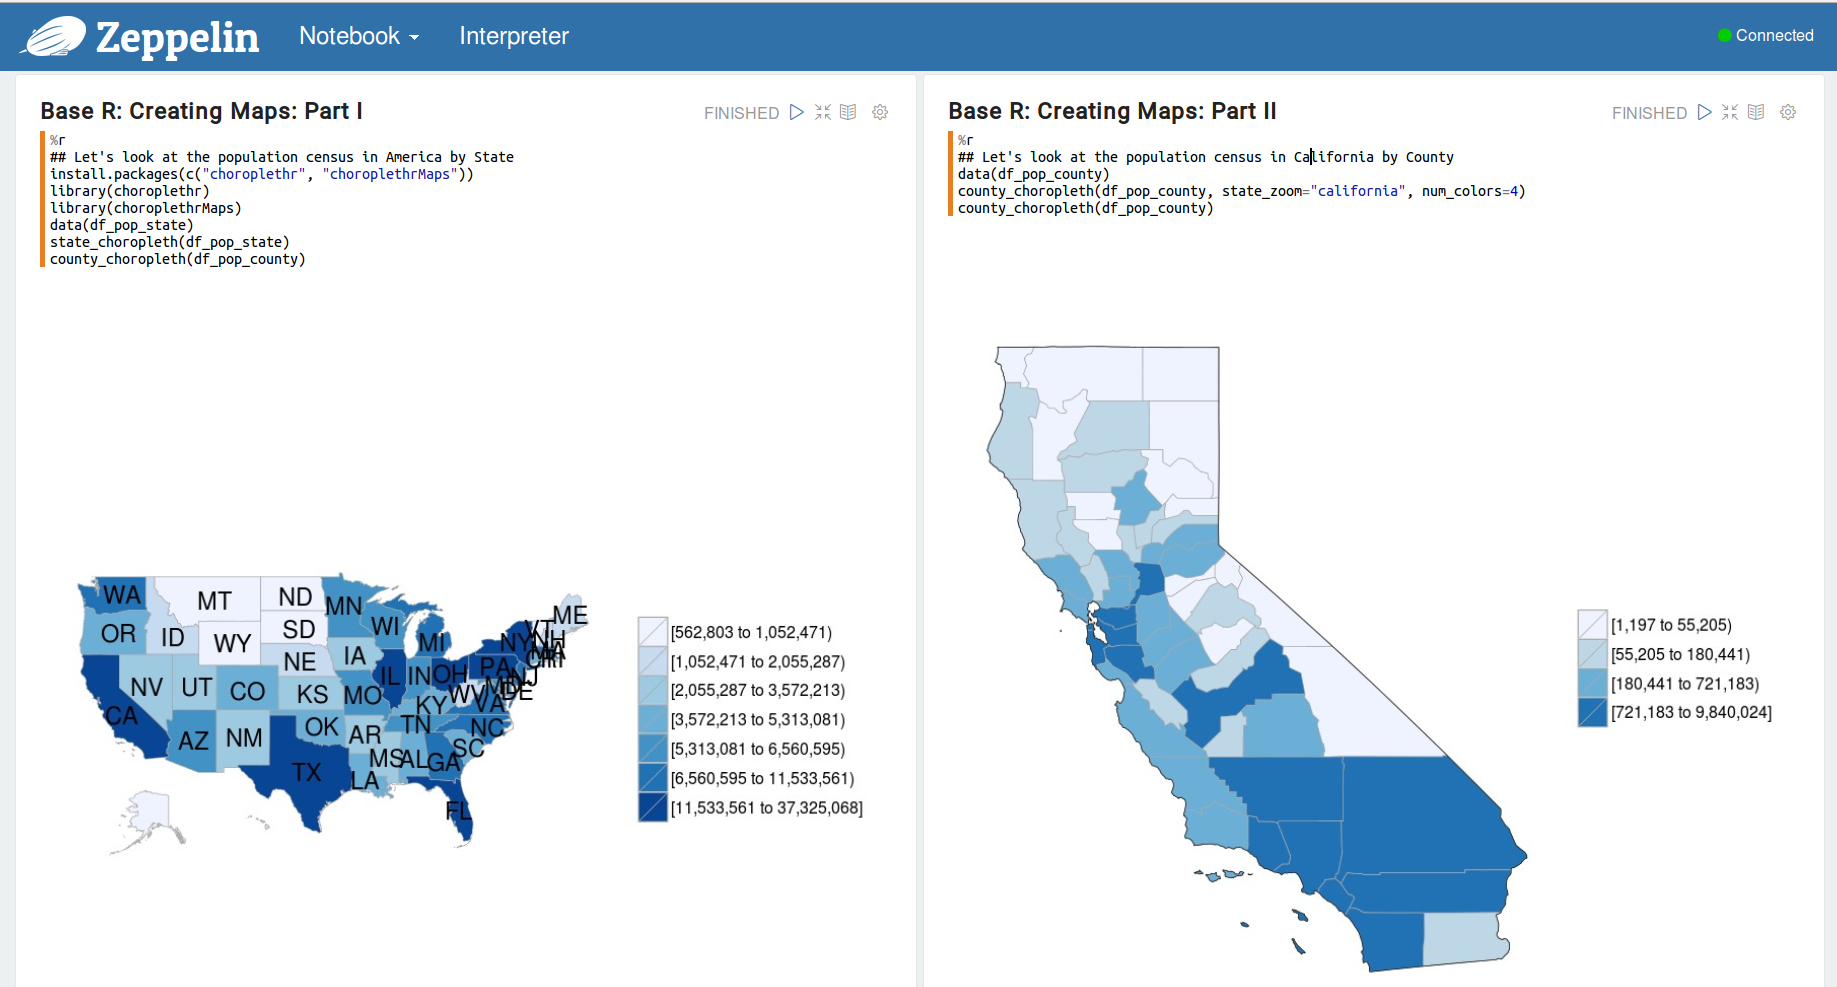 Zeppelin Notebook Interpreter Connected
Base R: Creating Maps: Part I
FINISHED
%r
## Let's look at the population census in America by State
install.packages(c("choroplethr", "choroplethrMaps"))
library(choroplethr)
library(choroplethrMaps)
data(df_pop_state)
state_choropleth(df_pop_state)
county_choropleth(df_pop_county)
WA
MT
ND
MN
ME
OR
ID
SD
WI
VT
NH
WY
MI
NY
MA
NE
IA
PA
NJ
NV
UT
CO
KS
MO
IL
IN
OH
WV
MD
DE
VA
KY
CA
AZ
NM
OK
AR
TN
NC
SC
MS
AL
GA
TX
LA
FL
[562,803 to 1,052,471)
[1,052,471 to 2,055,287)
[2,055,287 to 3,572,213)
[3,572,213 to 5,313,081)
[5,313,081 to 6,560,595)
[6,560,595 to 11,533,561)
[11,533,561 to 37,325,068]
Base R: Creating Maps: Part II
FINISHED
%r
## Let's look at the population census in California by County
data(df_pop_county)
county_choropleth(df_pop_county, state_zoom="california", num_colors=4)
county_choropleth(df_pop_county)
[1,197 to 55,205)
[55,205 to 180,441)
[180,441 to 721,183)
[721,183 to 9,840,024]